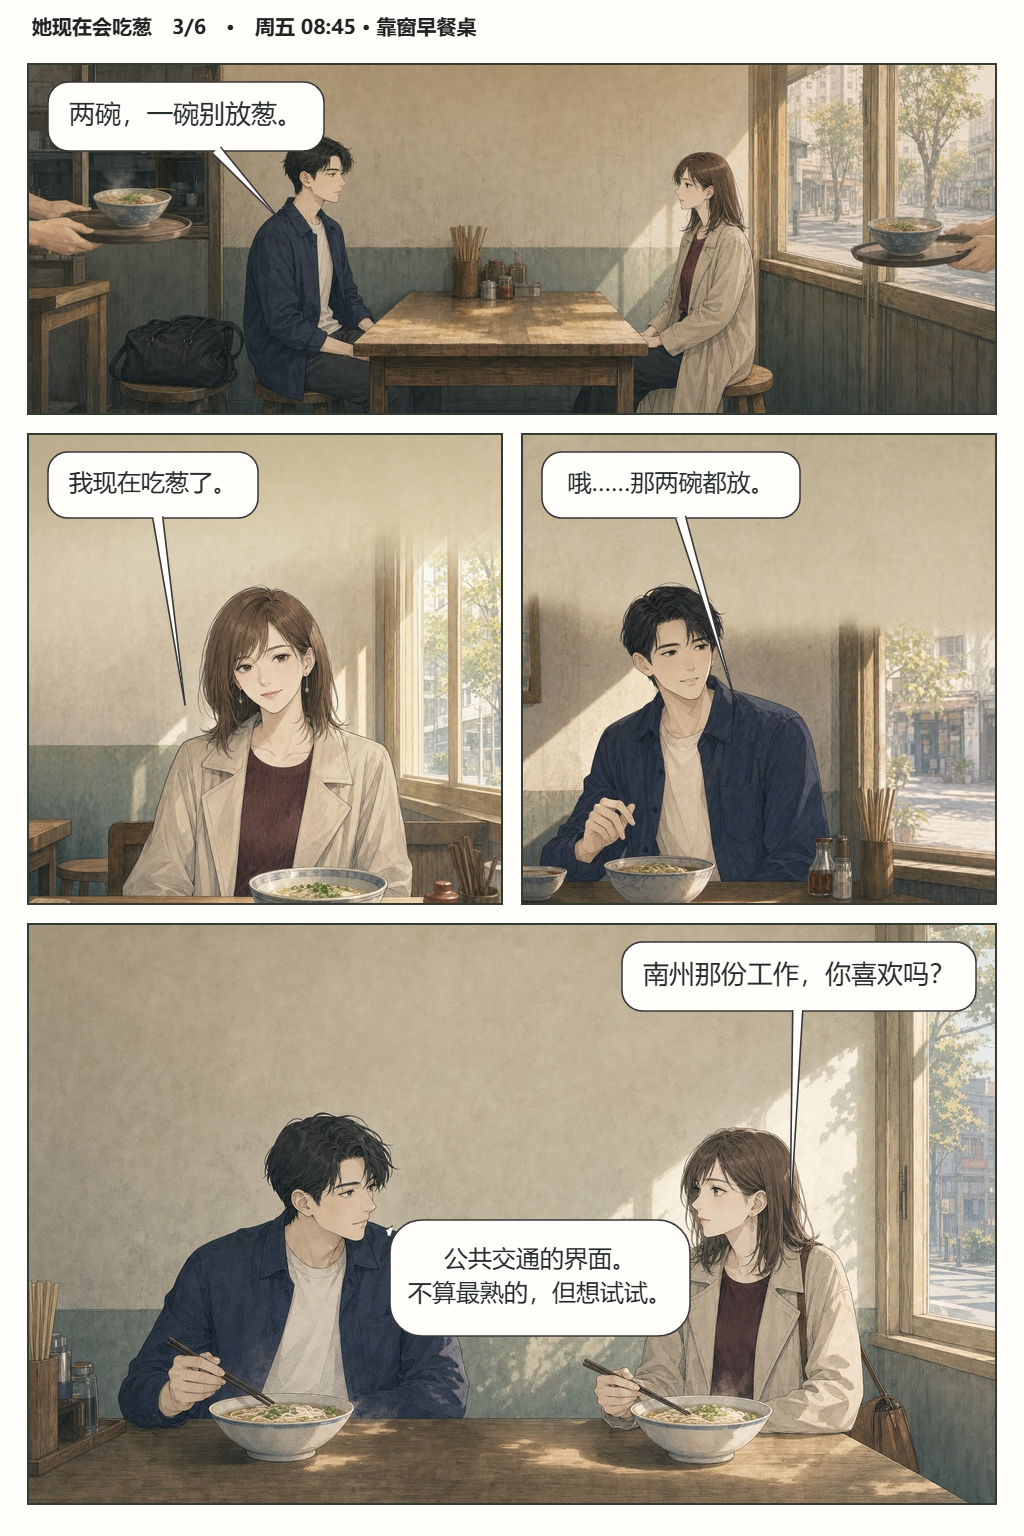 她现在会吃葱 3/6 • 周五 08:45 • 靠窗早餐桌
两碗，一碗别放葱。
我现在吃葱了。
哦……那两碗都放。
南州那份工作，你喜欢吗？
公共交通的界面。
不算最熟的，但想试试。